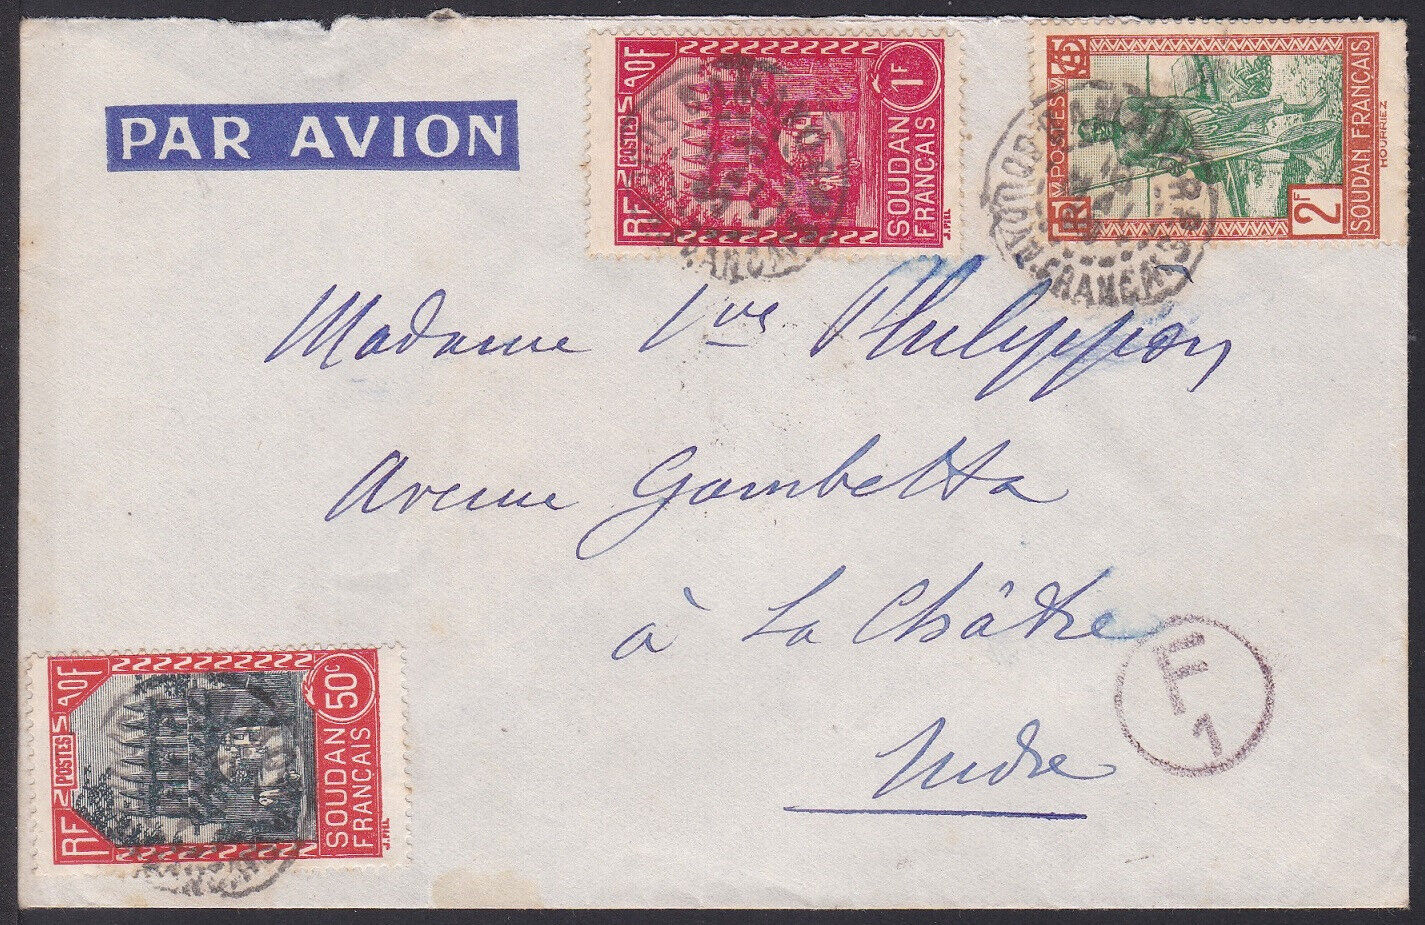 PAR AVION
RF POSTES AOF
1F
SOUDAN
FRANÇAIS
RF POSTES
2F
SOUDAN FRANÇAIS
HOURRIEZ
Madame Vve Philippon
Avenue Gambetta
à La Châtre
Indre
E
1
RF POSTES AOF
50c
SOUDAN
FRANÇAIS